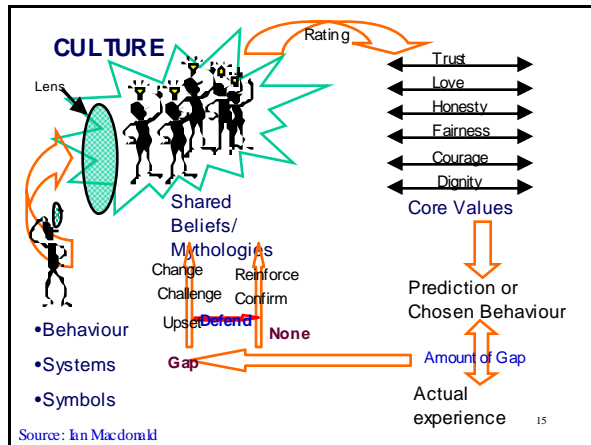 CULTURE
Rating
Lens
Trust
Love
Honesty
Fairness
Courage
Dignity
Core Values
Shared
Beliefs/
Mythologies
Change
Challenge
Upset
Defend
Reinforce
Confirm
None
Gap
Prediction or
Chosen Behaviour
Amount of Gap
Actual
experience
•Behaviour
•Systems
•Symbols
Source: Ian Macdonald
15